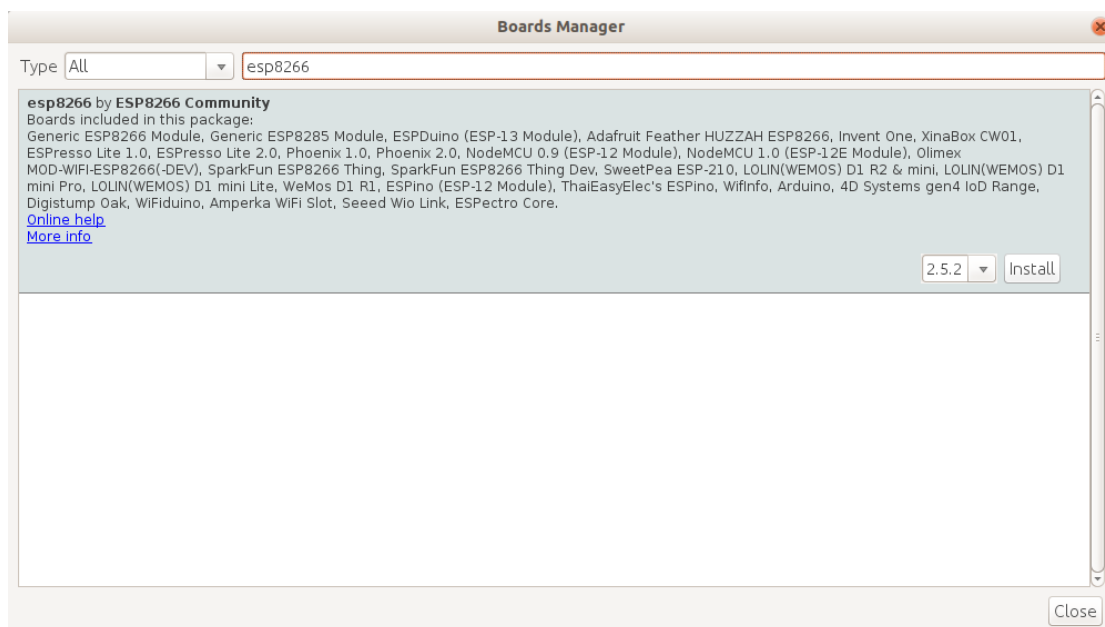 Boards Manager
Type All esp8266
esp8266 by ESP8266 Community
Boards included in this package:
Generic ESP8266 Module, Generic ESP8285 Module, ESPDuino (ESP-13 Module), Adafruit Feather HUZZAH ESP8266, Invent One, XinaBox CW01,
ESPresso Lite 1.0, ESPresso Lite 2.0, Phoenix 1.0, Phoenix 2.0, NodeMCU 0.9 (ESP-12 Module), NodeMCU 1.0 (ESP-12E Module), Olimex
MOD-WIFI-ESP8266(-DEV), SparkFun ESP8266 Thing, SparkFun ESP8266 Thing Dev, SweetPea ESP-210, LOLIN(WEMOS) D1 R2 & mini, LOLIN(WEMOS) D1
mini Pro, LOLIN(WEMOS) D1 mini Lite, WeMos D1 R1, ESPino (ESP-12 Module), ThaiEasyElec's ESPino, WifInfo, Arduino, 4D Systems gen4 IoD Range,
Digistump Oak, WiFiduino, Amperka WiFi Slot, Seeed Wio Link, ESPectro Core.
Online help
More info
2.5.2 Install
Close